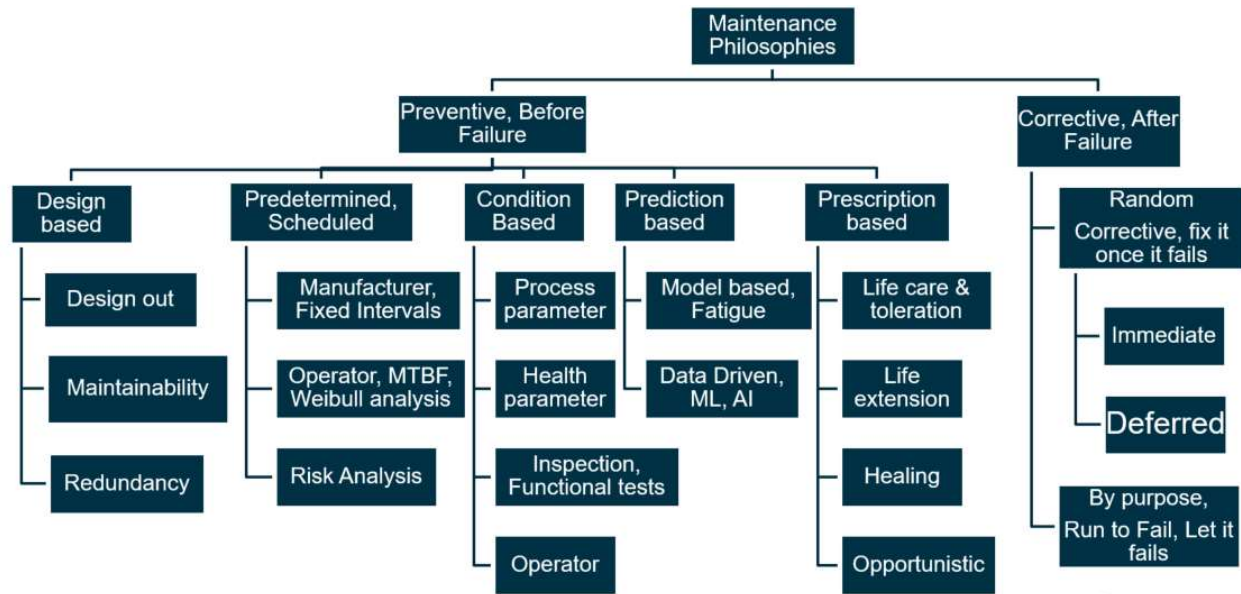 Maintenance
Philosophies
Preventive, Before
Failure
Corrective, After
Failure
Design
based
Predetermined,
Scheduled
Condition
Based
Prediction
based
Prescription
based
Design out
Maintainability
Redundancy
Manufacturer,
Fixed Intervals
Operator, MTBF,
Weibull analysis
Risk Analysis
Process
parameter
Health
parameter
Inspection,
Functional tests
Operator
Model based,
Fatigue
Data Driven,
ML, AI
Life care &
toleration
Life
extension
Healing
Opportunistic
Random
Corrective, fix it
once it fails
Immediate
Deferred
By purpose,
Run to Fail, Let it
fails